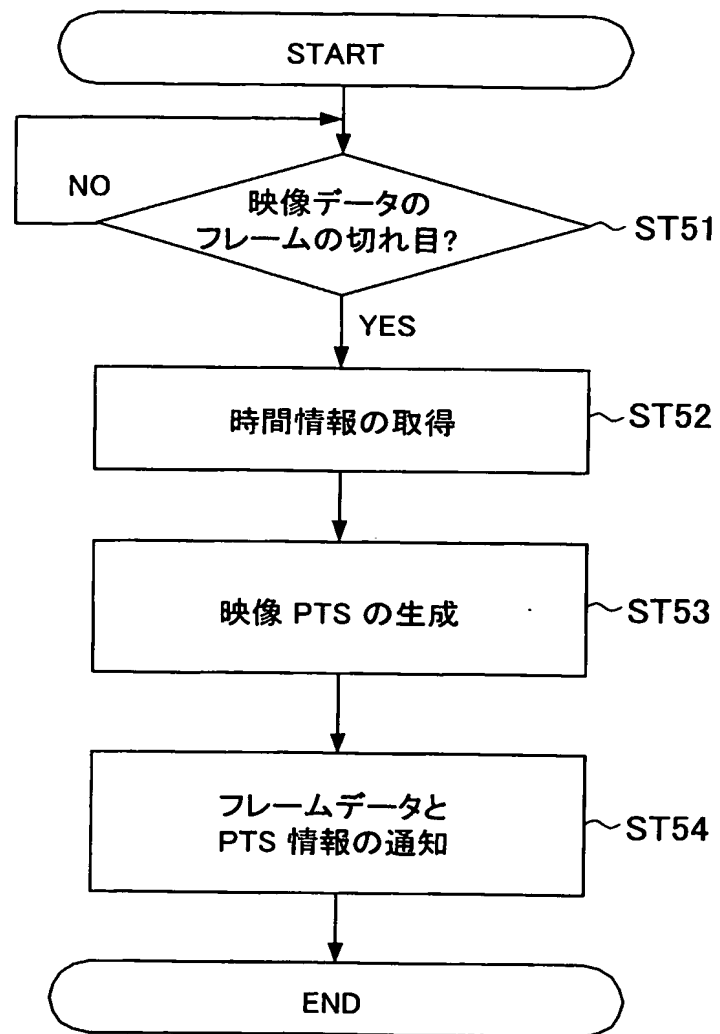 START
NO
映像データの
フレームの切れ目?
ST51
YES
時間情報の取得
ST52
映像 PTS の生成
ST53
フレームデータと
PTS 情報の通知
ST54
END